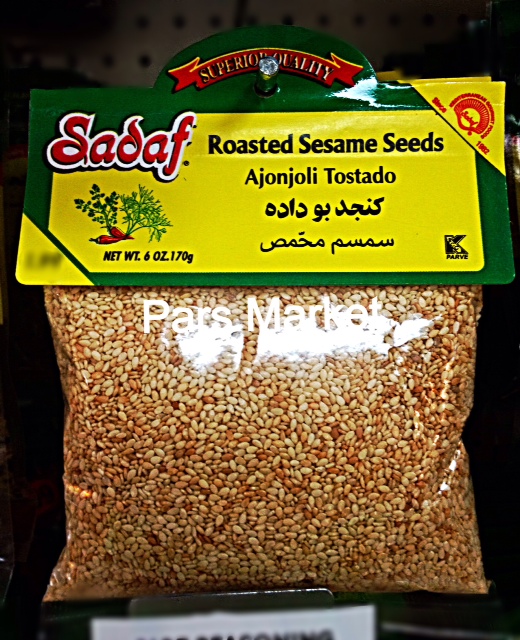 SUPERIOR QUALITY
Sadaf
Roasted Sesame Seeds
Ajonjoli Tostado
کنجد بو داده
سمسم محمّص
NET WT. 6 OZ.170g
K
PARVE
Pars Market